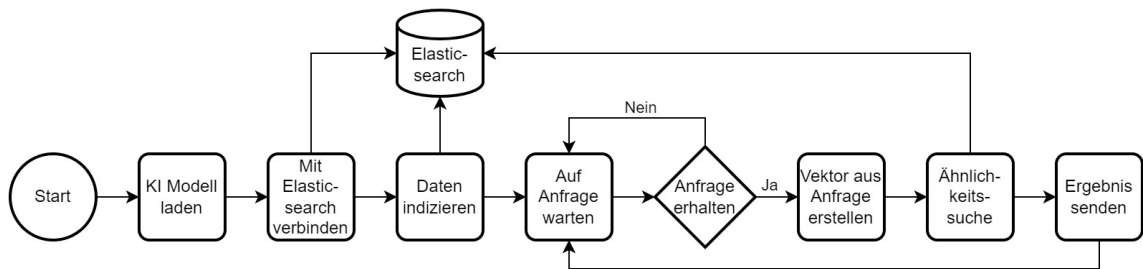 Elastic-
search
Nein
Start
KI Modell
laden
Mit
Elastic-
search
verbinden
Daten
indizieren
Auf
Anfrage
warten
Anfrage
erhalten
Ja
Vektor aus
Anfrage
erstellen
Ähnlich-
keits-
suche
Ergebnis
senden